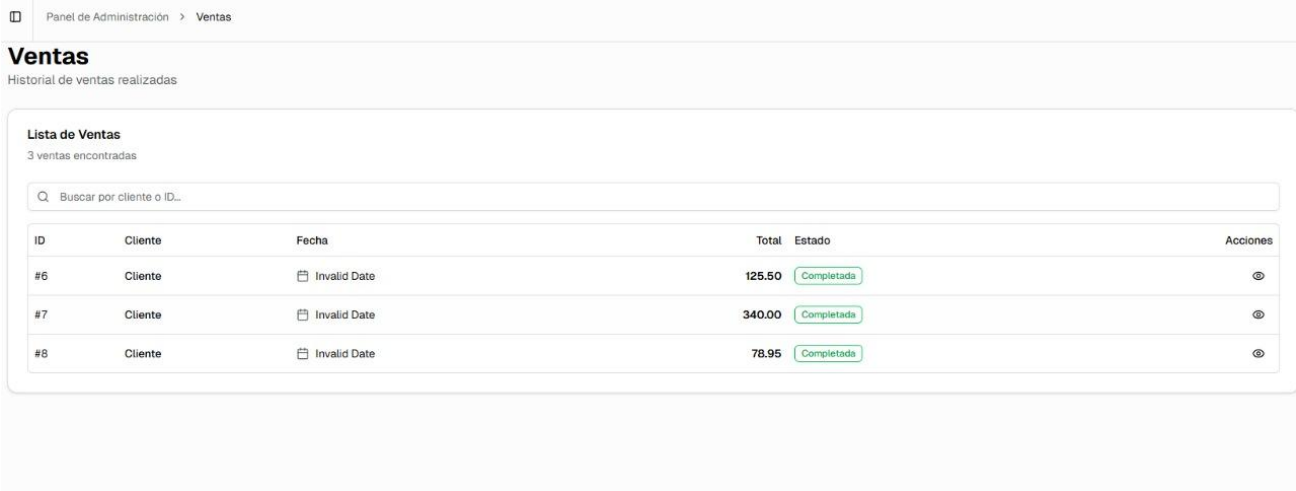 Panel de Administración > Ventas
Ventas
Historial de ventas realizadas
Lista de Ventas
3 ventas encontradas
Buscar por cliente o ID...
ID Cliente Fecha Total Estado Acciones
#6 Cliente Invalid Date 125.50 Completada
#7 Cliente Invalid Date 340.00 Completada
#8 Cliente Invalid Date 78.95 Completada